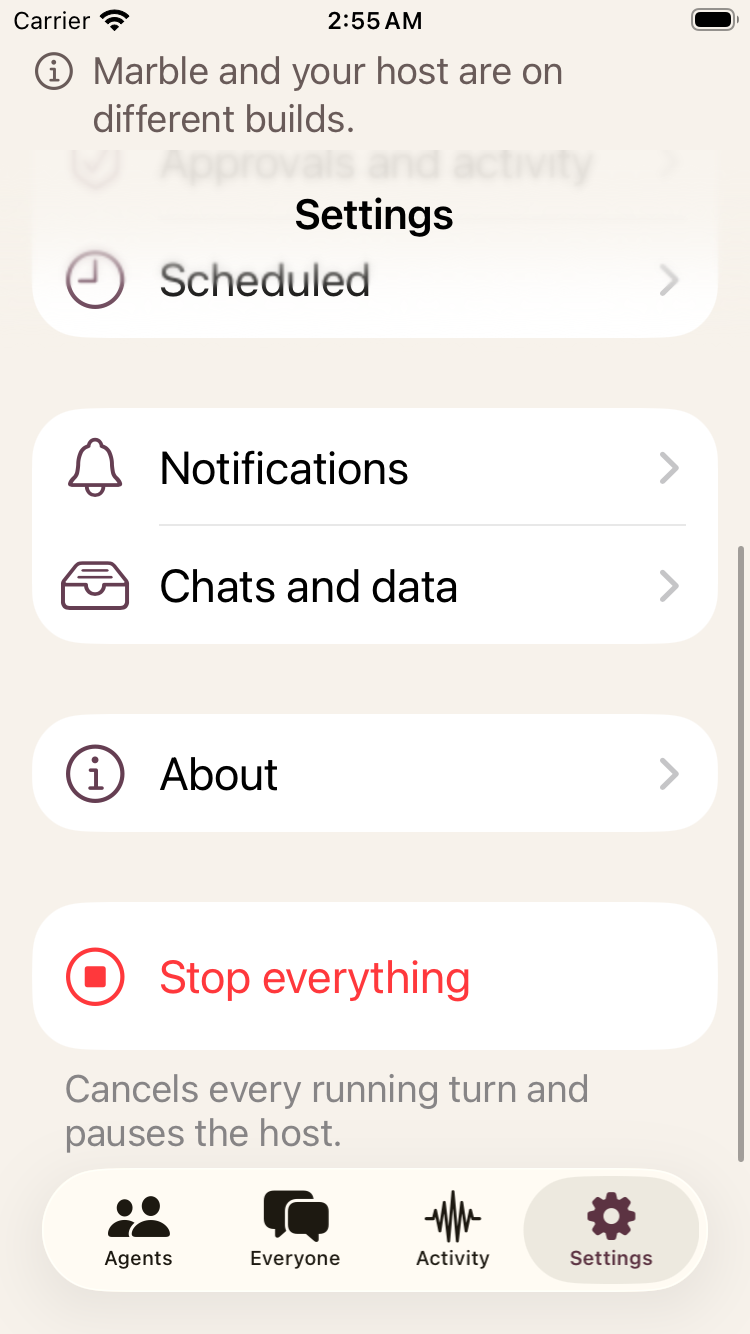 Carrier 2:55 AM
Marble and your host are on
different builds.
Approvals and activity
Settings
Scheduled
Notifications
Chats and data
About
Stop everything
Cancels every running turn and
pauses the host.
Agents Everyone Activity Settings